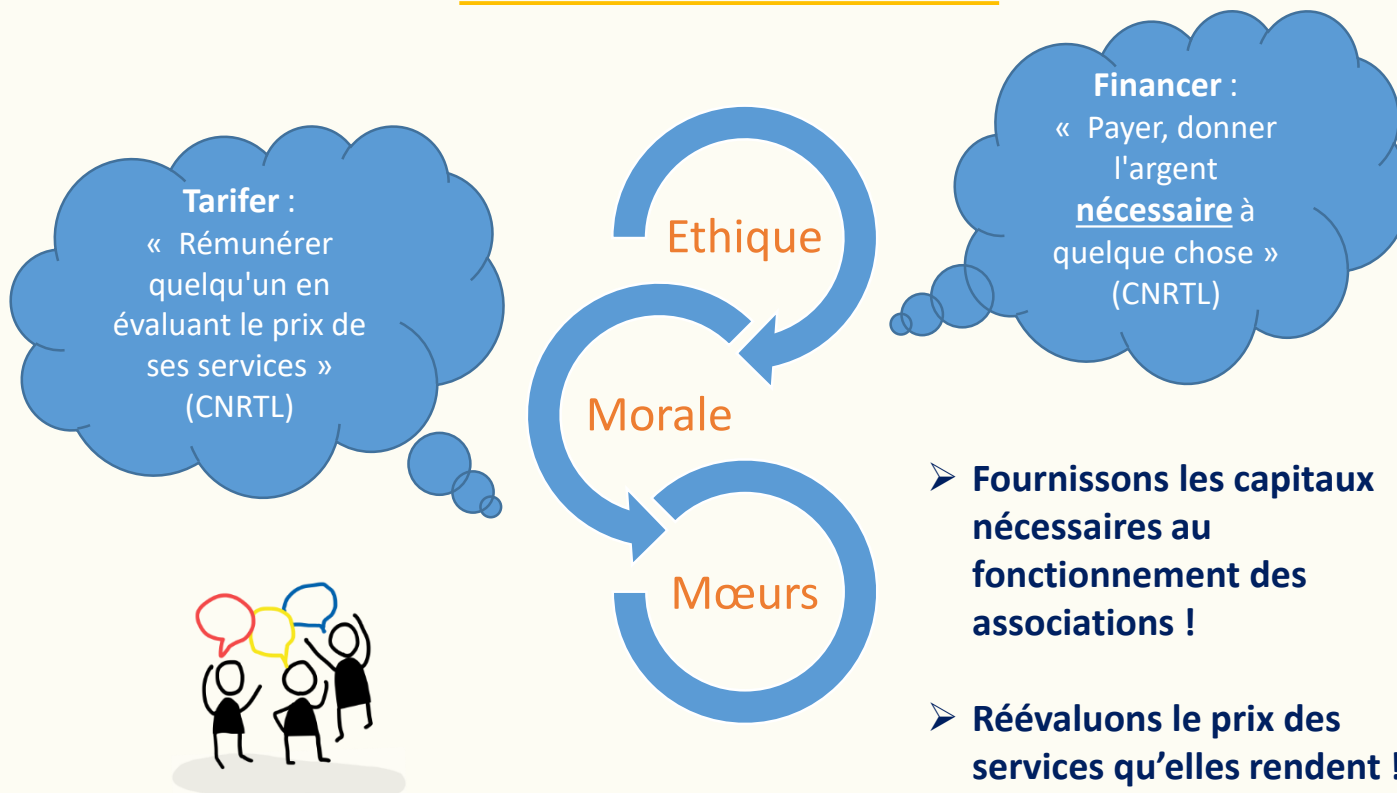 Tarifer :
« Rémunérer
quelqu'un en
évaluant le prix de
ses services »
(CNRTL)
Ethique
Morale
Mœurs
Financer :
« Payer, donner
l'argent
nécessaire à
quelque chose »
(CNRTL)
➢ Fournissons les capitaux
nécessaires au
fonctionnement des
associations !
➢ Réévaluons le prix des
services qu’elles rendent !